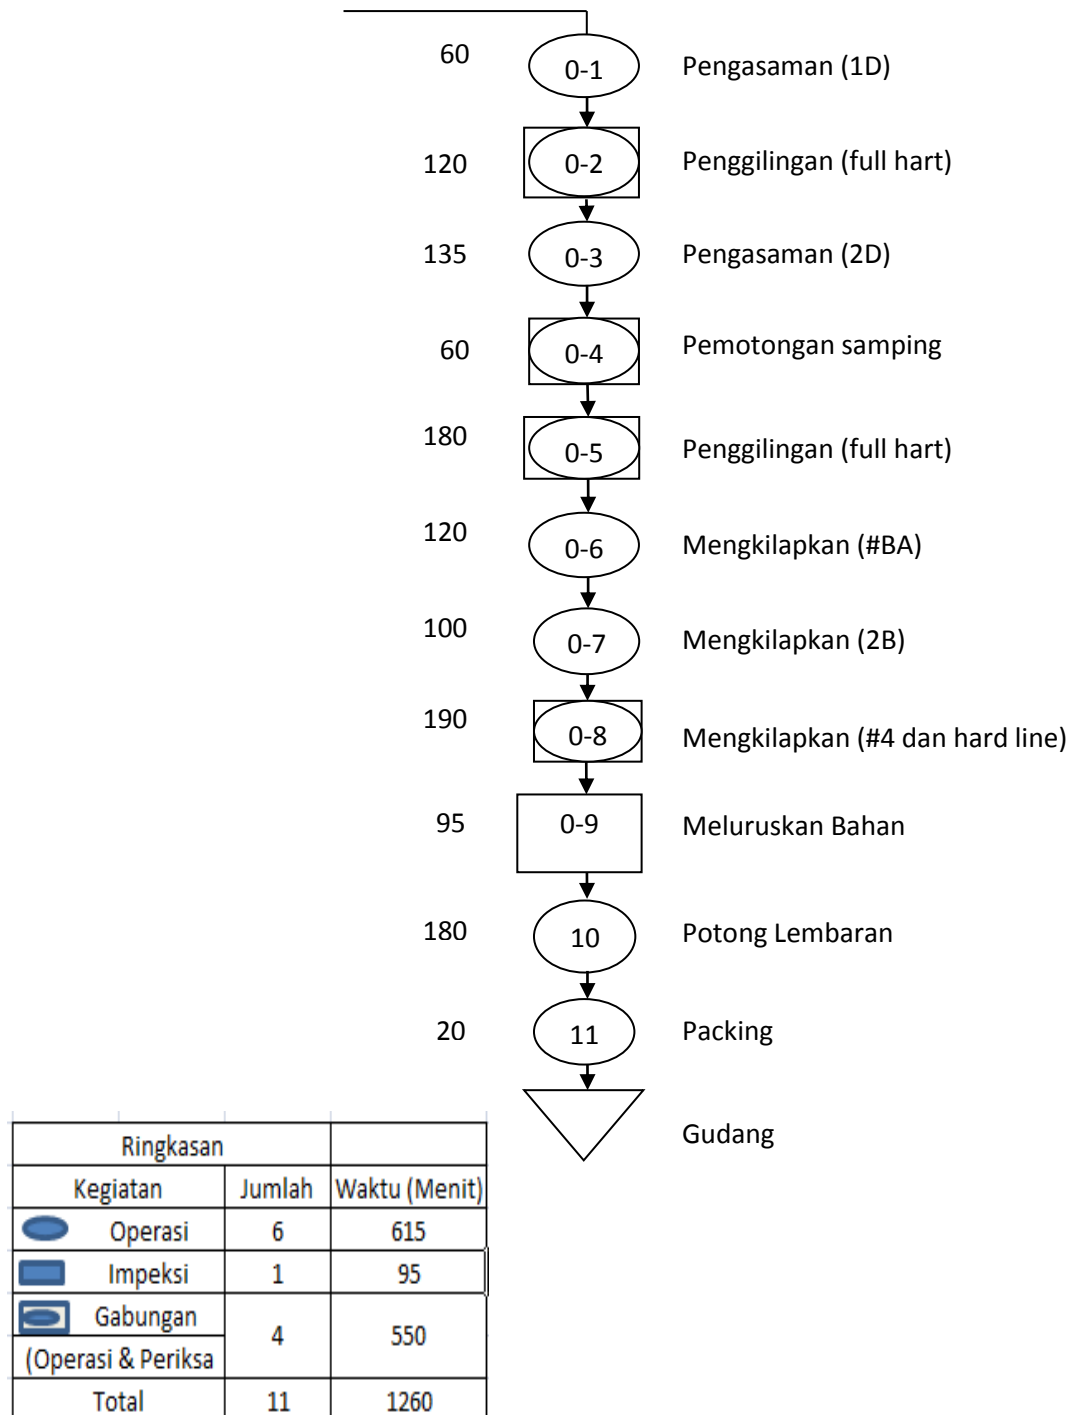 60 0-1 Pengasaman (1D)
120 0-2 Penggilingan (full hart)
135 0-3 Pengasaman (2D)
60 0-4 Pemotongan samping
180 0-5 Penggilingan (full hart)
120 0-6 Mengkilapkan (#BA)
100 0-7 Mengkilapkan (2B)
190 0-8 Mengkilapkan (#4 dan hard line)
95 0-9 Meluruskan Bahan
180 10 Potong Lembaran
20 11 Packing
Gudang
Ringkasan
Kegiatan Jumlah Waktu (Menit)
Operasi 6 615
Impeksi 1 95
Gabungan
(Operasi & Periksa 4 550
Total 11 1260